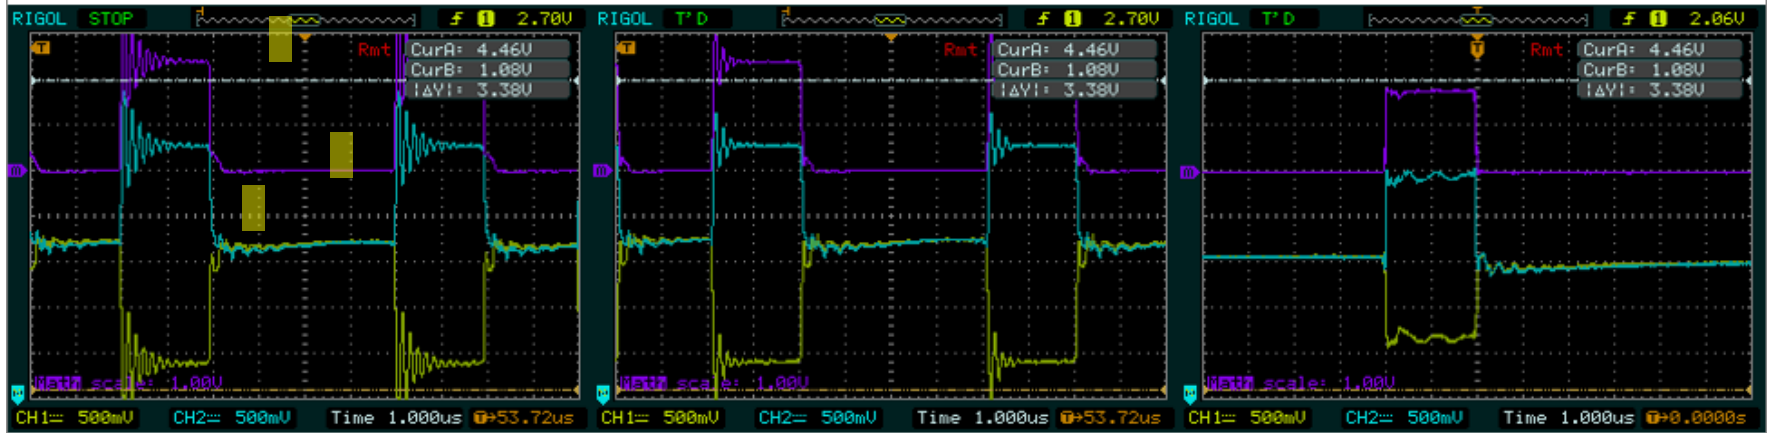 RIGOL STOP 1 2.70V
T Rmt CurA: 4.46V
CurB: 1.08V
|ΔY|: 3.38V
m
Math scale: 1.00V
CH1 500mV CH2 500mV Time 1.000us T→53.72us
RIGOL T'D 1 2.70V
T Rmt CurA: 4.46V
CurB: 1.08V
|ΔY|: 3.38V
m
Math scale: 1.00V
CH1 500mV CH2 500mV Time 1.000us T→53.72us
RIGOL T'D T 1 2.06V
T Rmt CurA: 4.46V
CurB: 1.08V
|ΔY|: 3.38V
m
Math scale: 1.00V
CH1 500mV CH2 500mV Time 1.000us T→0.0000s